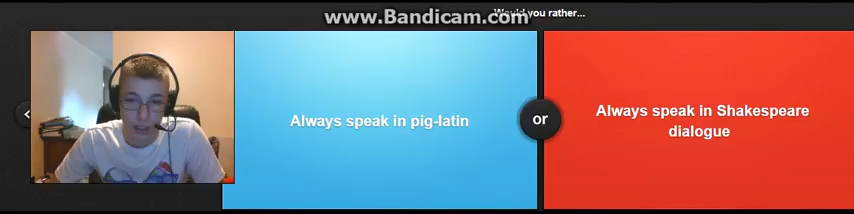 www.Bandicam.com
Would you rather...
Always speak in pig-latin
or
Always speak in Shakespeare
dialogue